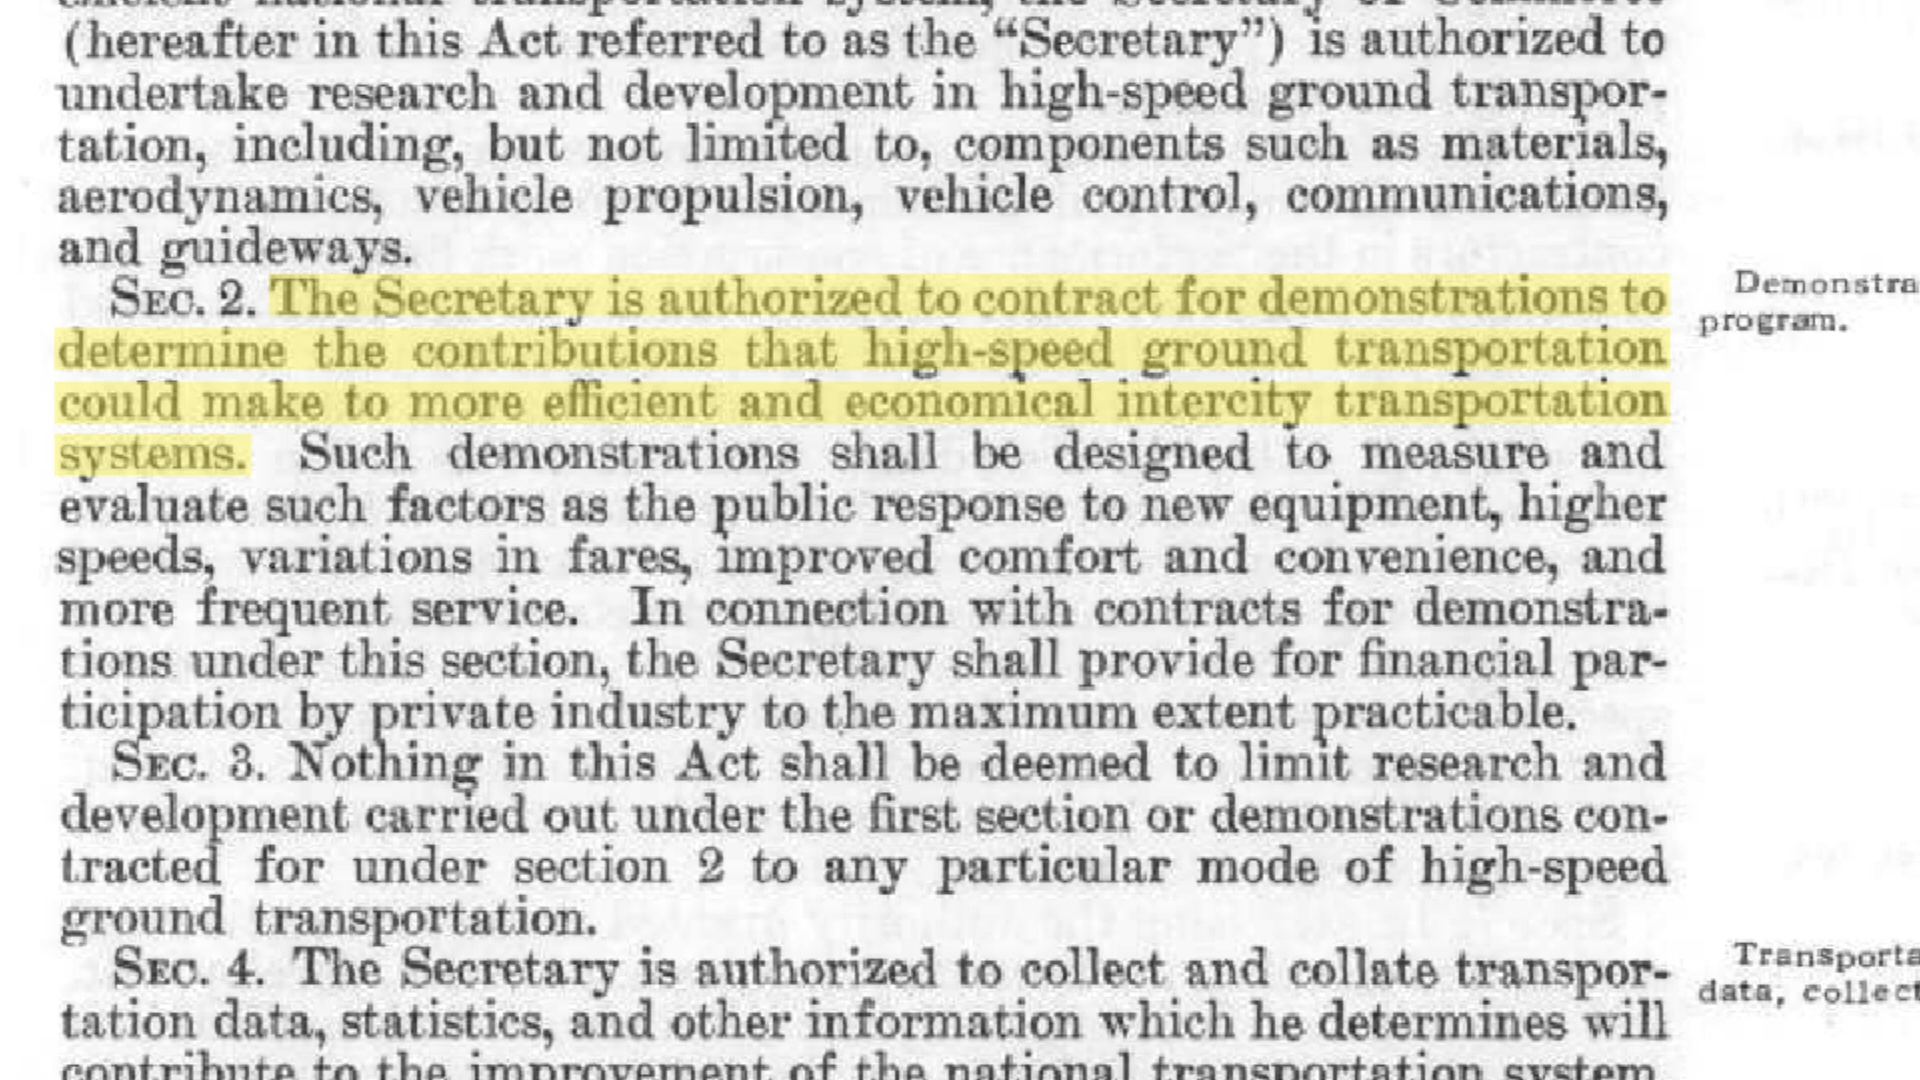 (hereafter in this Act referred to as the “Secretary”) is authorized to
undertake research and development in high-speed ground transpor-
tation, including, but not limited to, components such as materials,
aerodynamics, vehicle propulsion, vehicle control, communications,
and guideways.
SEC. 2. The Secretary is authorized to contract for demonstrations to
determine the contributions that high-speed ground transportation
could make to more efficient and economical intercity transportation
systems. Such demonstrations shall be designed to measure and
evaluate such factors as the public response to new equipment, higher
speeds, variations in fares, improved comfort and convenience, and
more frequent service. In connection with contracts for demonstra-
tions under this section, the Secretary shall provide for financial par-
ticipation by private industry to the maximum extent practicable.
SEC. 3. Nothing in this Act shall be deemed to limit research and
development carried out under the first section or demonstrations con-
tracted for under section 2 to any particular mode of high-speed
ground transportation.
SEC. 4. The Secretary is authorized to collect and collate transpor-
tation data, statistics, and other information which he determines will
contribute to the improvement of the national transportation system
Demonstra
program.
Transporta
data, collect